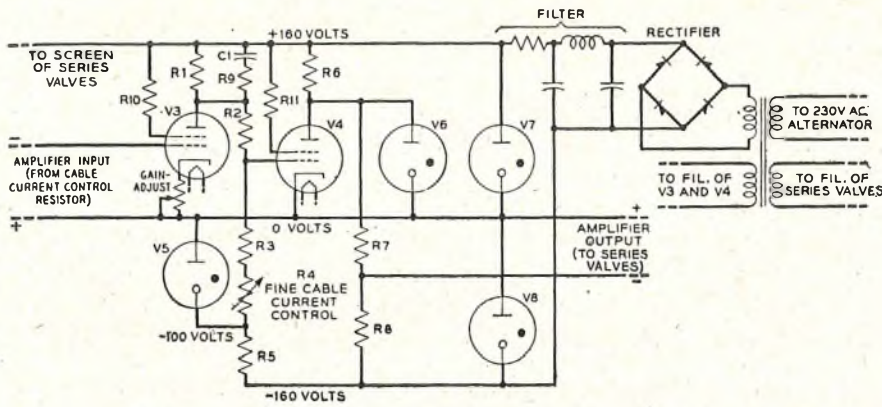 FILTER
RECTIFIER
+160 VOLTS
TO SCREEN
OF SERIES
VALVES
R10
R1
C1
R9
R2
R11
R6
V3
V4
V6
V7
TO 230V AC
ALTERNATOR
AMPLIFIER INPUT
(FROM CABLE
CURRENT CONTROL
RESISTOR)
GAIN-
ADJUST
TO FIL. OF
V3 AND V4
TO FIL. OF
SERIES VALVES
0 VOLTS
V5
R3
R4
FINE CABLE
CURRENT
CONTROL
R7
AMPLIFIER
OUTPUT
(TO SERIES
VALVES)
V8
R8
-100 VOLTS
R5
-160 VOLTS